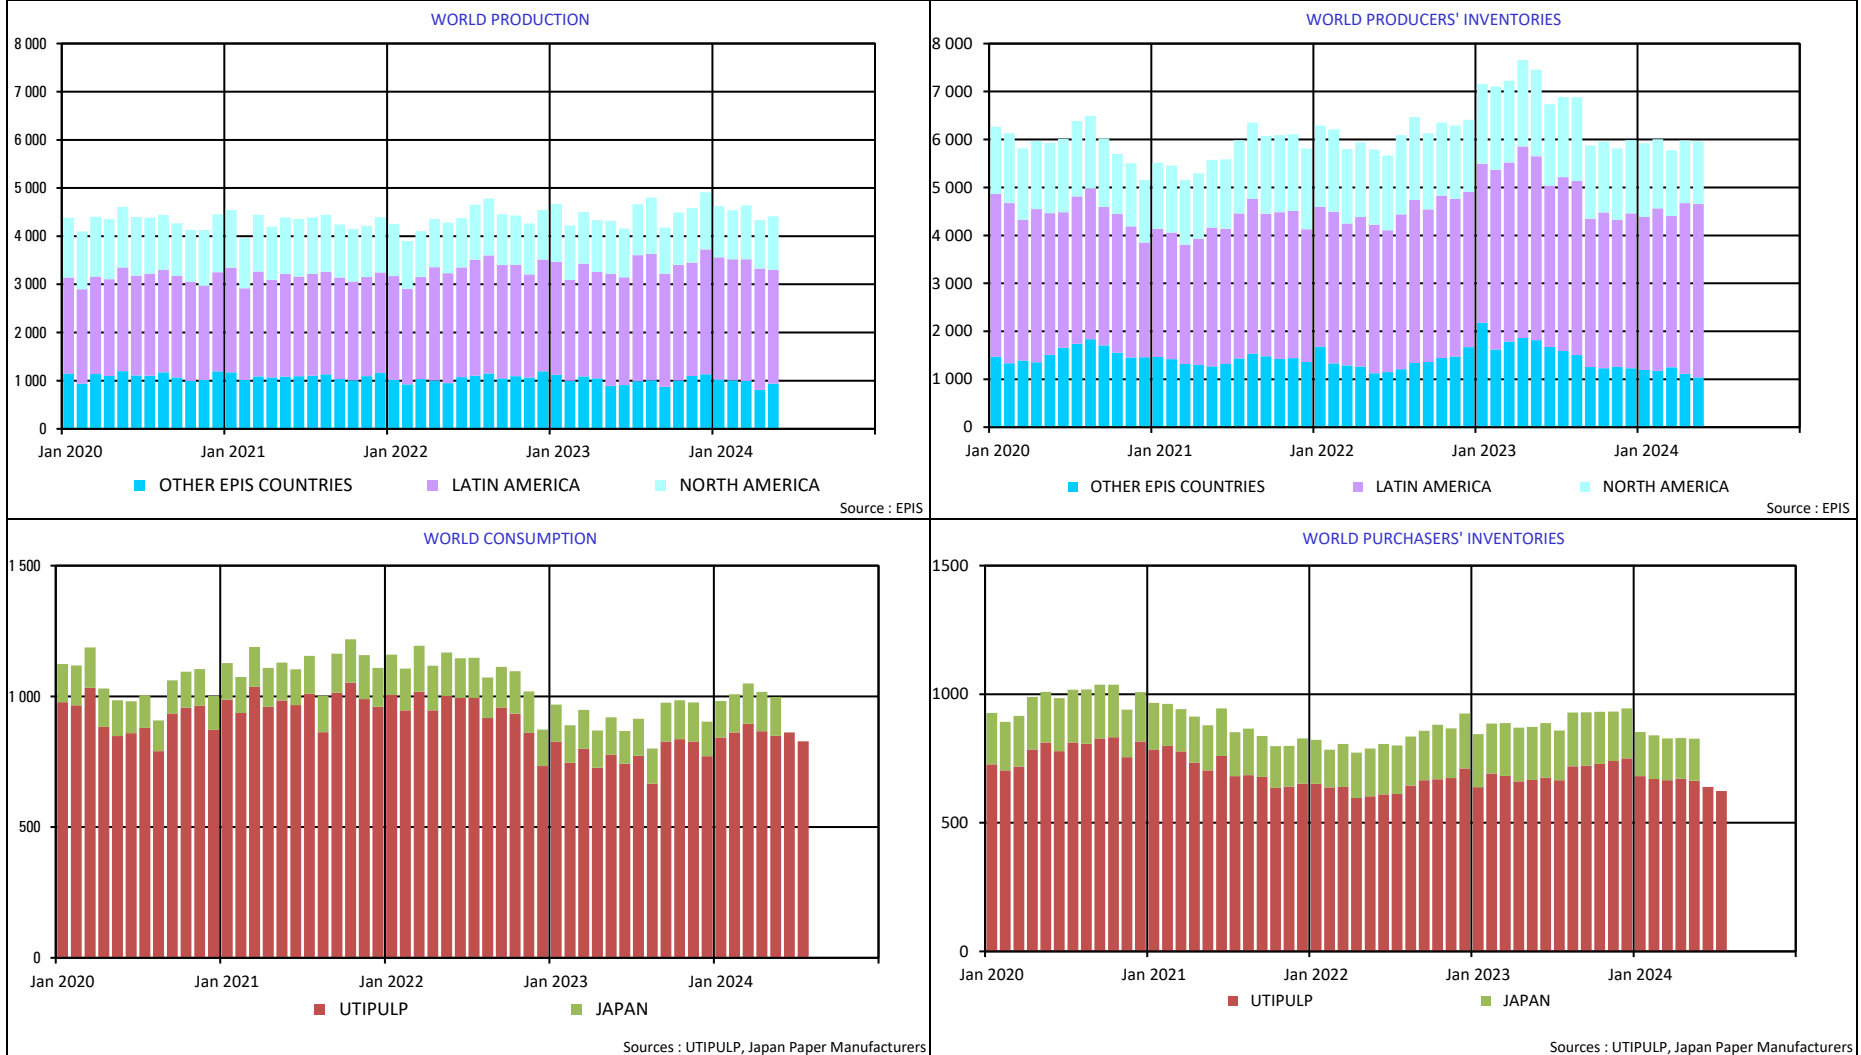 WORLD PRODUCTION
8 000
7 000
6 000
5 000
4 000
3 000
2 000
1 000
0
Jan 2020 Jan 2021 Jan 2022 Jan 2023 Jan 2024
OTHER EPIS COUNTRIES LATIN AMERICA NORTH AMERICA
Source : EPIS
WORLD PRODUCERS' INVENTORIES
8 000
7 000
6 000
5 000
4 000
3 000
2 000
1 000
0
Jan 2020 Jan 2021 Jan 2022 Jan 2023 Jan 2024
OTHER EPIS COUNTRIES LATIN AMERICA NORTH AMERICA
Source : EPIS
WORLD CONSUMPTION
1 500
1 000
500
0
Jan 2020 Jan 2021 Jan 2022 Jan 2023 Jan 2024
UTIPULP JAPAN
Sources : UTIPULP, Japan Paper Manufacturers
WORLD PURCHASERS' INVENTORIES
1500
1000
500
0
Jan 2020 Jan 2021 Jan 2022 Jan 2023 Jan 2024
UTIPULP JAPAN
Sources : UTIPULP, Japan Paper Manufacturers